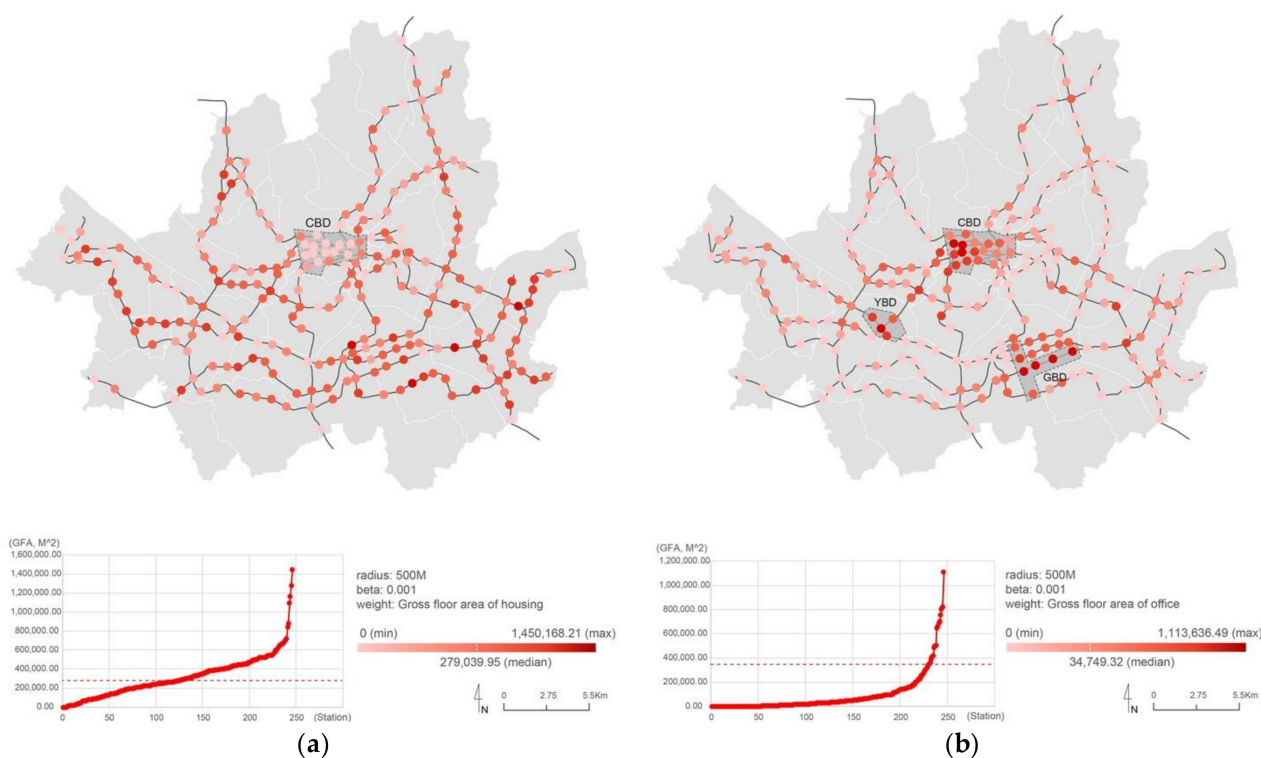 CBD
CBD
YBD
GBD
(GFA, M^2)
1,600,000.00
1,400,000.00
1,200,000.00
1,000,000.00
800,000.00
600,000.00
400,000.00
200,000.00
0.00
0 50 100 150 200 250 (Station)
radius: 500M
beta: 0.001
weight: Gross floor area of housing
0 (min) 1,450,168.21 (max)
279,039.95 (median)
N
0 2.75 5.5Km
(a)
(GFA, M^2)
1,200,000.00
1,000,000.00
800,000.00
600,000.00
400,000.00
200,000.00
0.00
0 50 100 150 200 250 (Station)
radius: 500M
beta: 0.001
weight: Gross floor area of office
0 (min) 1,113,636.49 (max)
34,749.32 (median)
N
0 2.75 5.5Km
(b)